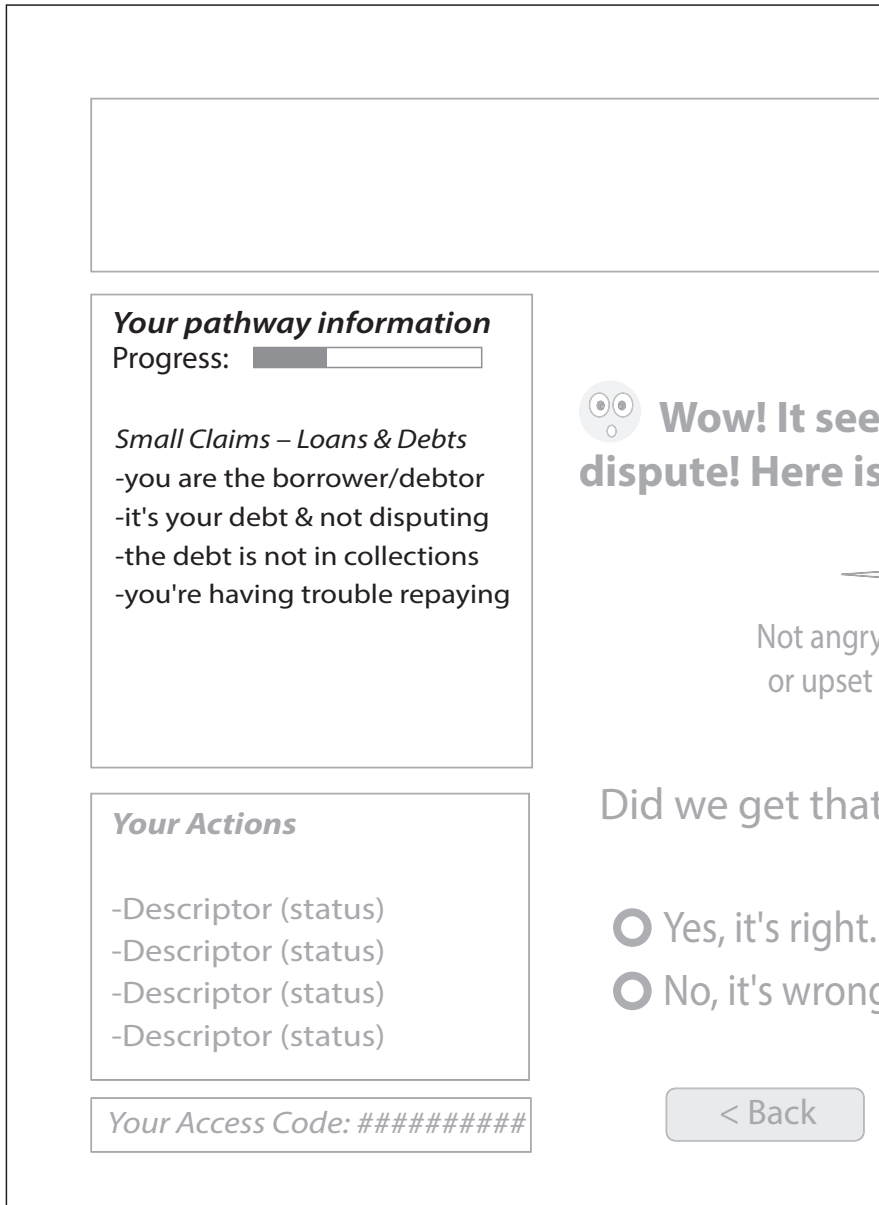 Your pathway information
Progress:
Small Claims – Loans & Debts
-you are the borrower/debtor
-it's your debt & not disputing
-the debt is not in collections
-you're having trouble repaying
Your Actions
-Descriptor (status)
-Descriptor (status)
-Descriptor (status)
-Descriptor (status)
Your Access Code: ##########
Wow! It see
dispute! Here is
Not angry
or upset
Did we get that
Yes, it's right.
No, it's wrong
< Back